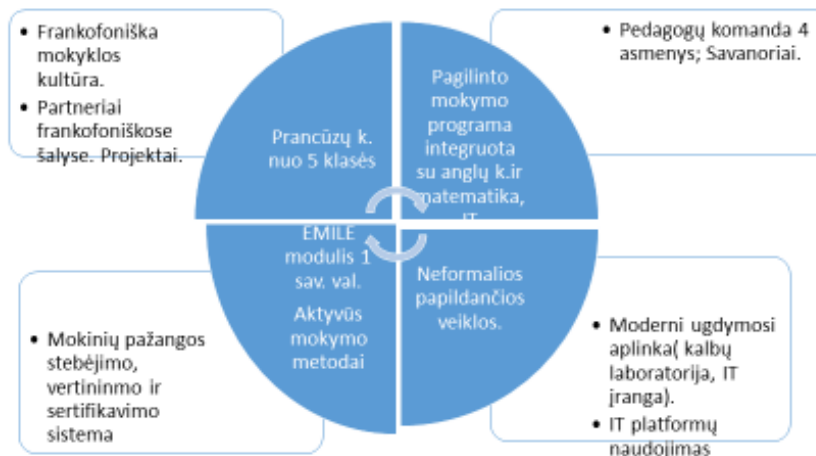 • Frankofoniška
mokyklos
kultūra.
• Partneriai
frankofoniškose
šalyse. Projektai.
Prancūzų k.
nuo 5 klasės
Pagilinto
mokymo
programa
integruota
su anglų k.ir
matematika,
IT
• Pedagogų komanda 4
asmenys; Savanoriai.
EMILE
modulis 1
sav. val.
Aktyvūs
mokymo
metodai
Neformalios
papildančios
veiklos.
• Mokinių pažangos
stebėjimo,
vertininmo ir
sertifikavimo
sistema
• Moderni ugdymosi
aplinka( kalbų
laboratorija, IT
įranga).
• IT platformų
naudojimas